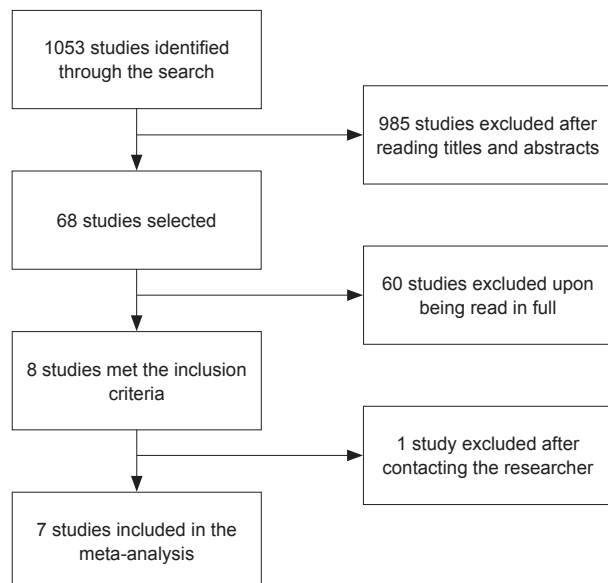 1053 studies identified
through the search
985 studies excluded after
reading titles and abstracts
68 studies selected
60 studies excluded upon
being read in full
8 studies met the inclusion
criteria
1 study excluded after
contacting the researcher
7 studies included in the
meta-analysis